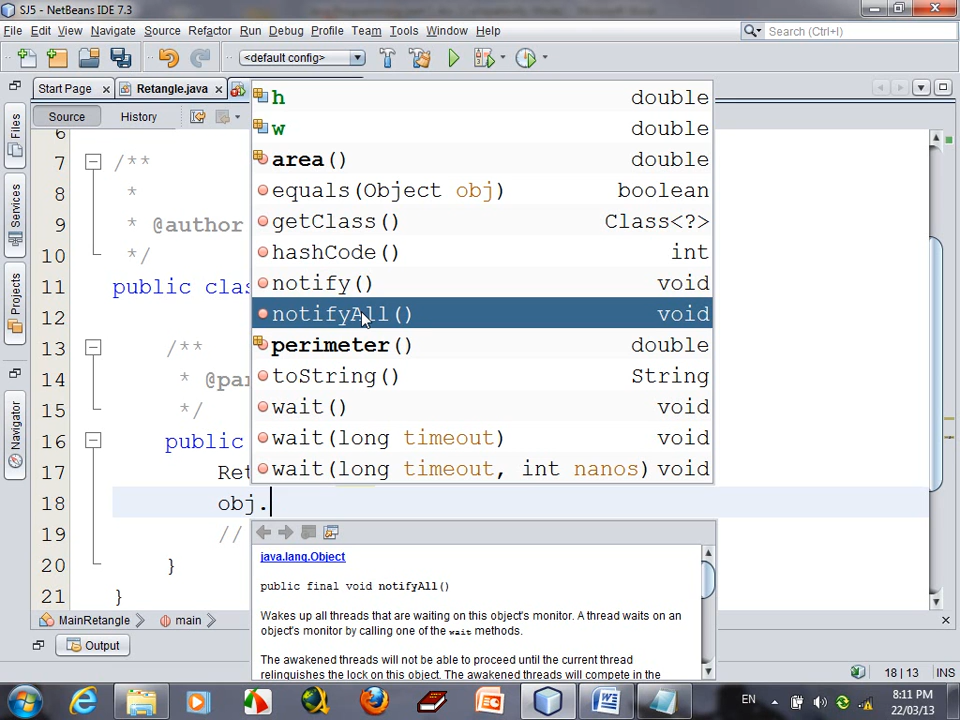 SJ5 - NetBeans IDE 7.3
File Edit View Navigate Source Refactor Run Debug Profile Team Tools Window Help
<default config>
Search (Ctrl+I)
Start Page
Retangle.java
Source
History
Files
Services
Projects
Navigator
6
7 /**
8 *
9 * @author
10 */
11 public clas
12
13 /**
14 * @pa
15 */
16 public
17 Ret
18 obj.
19 //
20 }
21 }
h double
w double
area() double
equals(Object obj) boolean
getClass() Class<?>
hashCode() int
notify() void
notifyAll() void
perimeter() double
toString() String
wait() void
wait(long timeout) void
wait(long timeout, int nanos) void
java.lang.Object
public final void notifyAll()
Wakes up all threads that are waiting on this object's monitor. A thread waits on an
object's monitor by calling one of the wait methods.
The awakened threads will not be able to proceed until the current thread
relinquishes the lock on this object. The awakened threads will compete in the
MainRetangle
main
Output
18 | 13 INS
EN
8:11 PM
22/03/13